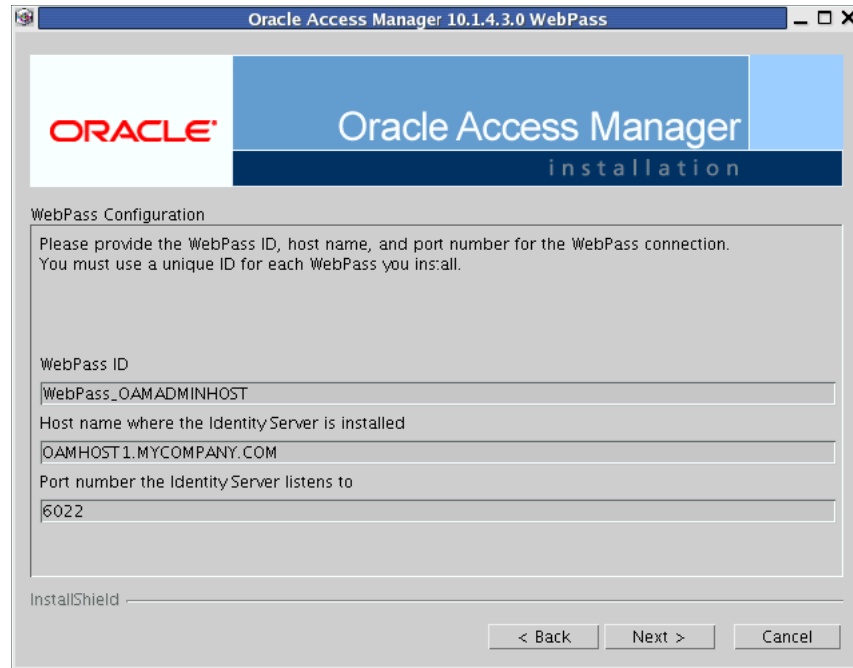 Oracle Access Manager 10.1.4.3.0 WebPass
ORACLE®
Oracle Access Manager
installation
WebPass Configuration
Please provide the WebPass ID, host name, and port number for the WebPass connection.
You must use a unique ID for each WebPass you install.
WebPass ID
WebPass_OAMADMINHOST
Host name where the Identity Server is installed
OAMHOST1.MYCOMPANY.COM
Port number the Identity Server listens to
6022
InstallShield
< Back Next > Cancel